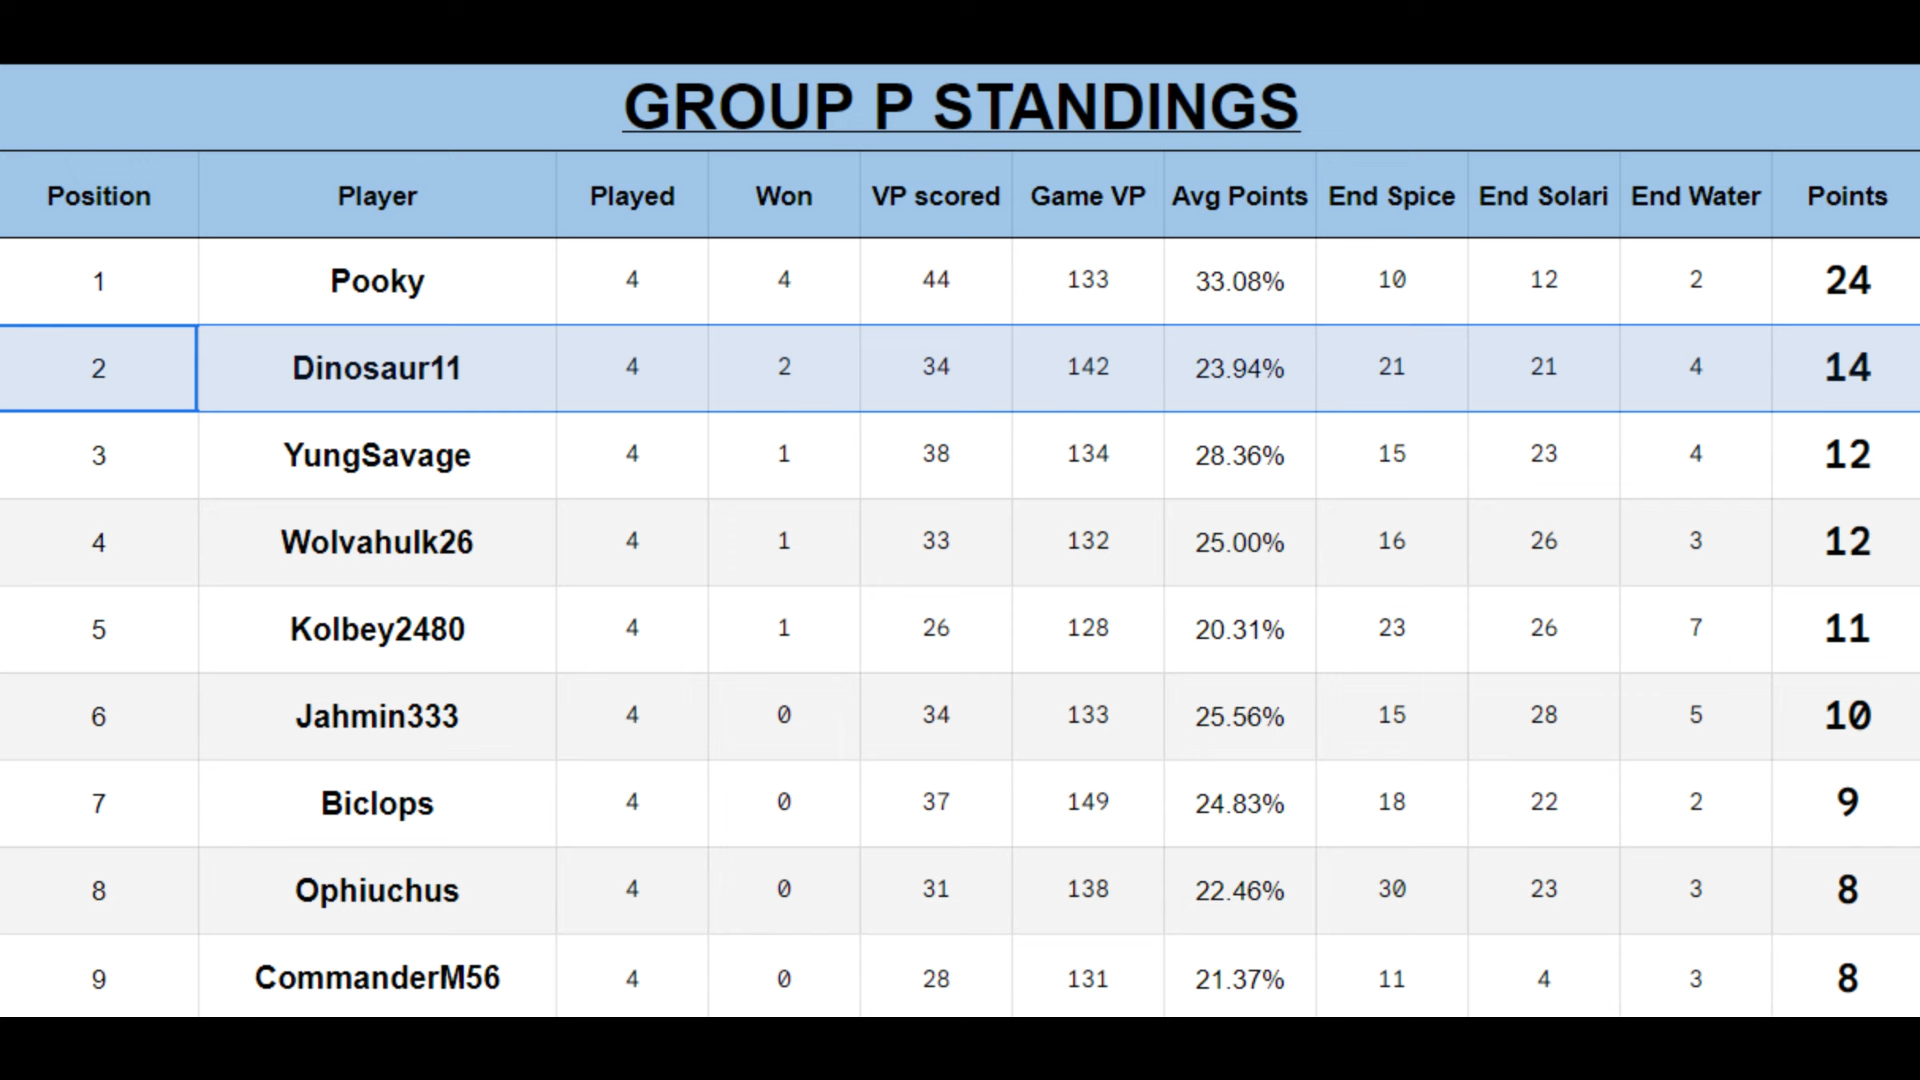 GROUP P STANDINGS
Position Player Played Won VP scored Game VP Avg Points End Spice End Solari End Water Points
1 Pooky 4 4 44 133 33.08% 10 12 2 24
2 Dinosaur11 4 2 34 142 23.94% 21 21 4 14
3 YungSavage 4 1 38 134 28.36% 15 23 4 12
4 Wolvahulk26 4 1 33 132 25.00% 16 26 3 12
5 Kolbey2480 4 1 26 128 20.31% 23 26 7 11
6 Jahmin333 4 0 34 133 25.56% 15 28 5 10
7 Biclops 4 0 37 149 24.83% 18 22 2 9
8 Ophiuchus 4 0 31 138 22.46% 30 23 3 8
9 CommanderM56 4 0 28 131 21.37% 11 4 3 8